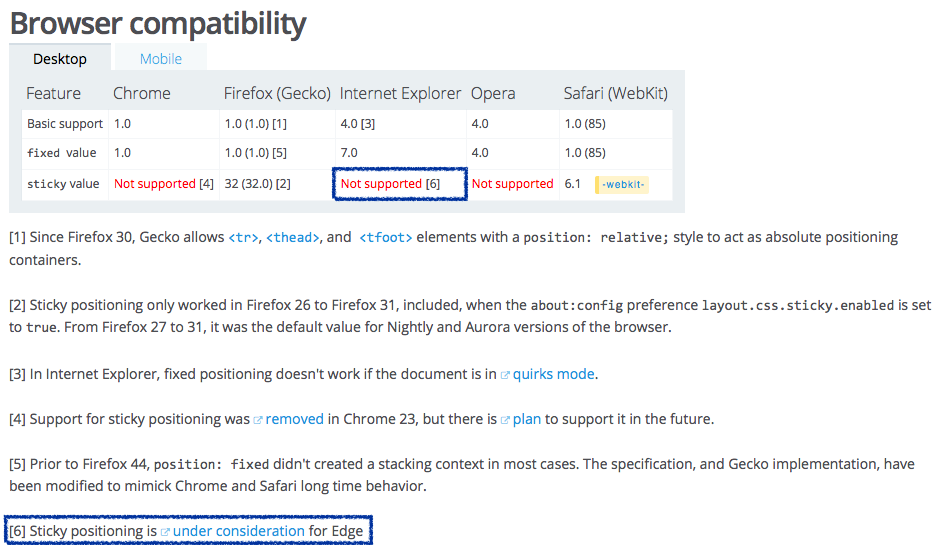 Browser compatibility
Desktop Mobile
Feature Chrome Firefox (Gecko) Internet Explorer Opera Safari (WebKit)
Basic support 1.0 1.0 (1.0) [1] 4.0 [3] 4.0 1.0 (85)
fixed value 1.0 1.0 (1.0) [5] 7.0 4.0 1.0 (85)
sticky value Not supported [4] 32 (32.0) [2] Not supported [6] Not supported 6.1 -webkit-
[1] Since Firefox 30, Gecko allows <tr>, <thead>, and <tfoot> elements with a position: relative; style to act as absolute positioning
containers.
[2] Sticky positioning only worked in Firefox 26 to Firefox 31, included, when the about:config preference layout.css.sticky.enabled is set
to true. From Firefox 27 to 31, it was the default value for Nightly and Aurora versions of the browser.
[3] In Internet Explorer, fixed positioning doesn't work if the document is in quirks mode.
[4] Support for sticky positioning was removed in Chrome 23, but there is plan to support it in the future.
[5] Prior to Firefox 44, position: fixed didn't created a stacking context in most cases. The specification, and Gecko implementation, have
been modified to mimick Chrome and Safari long time behavior.
[6] Sticky positioning is under consideration for Edge